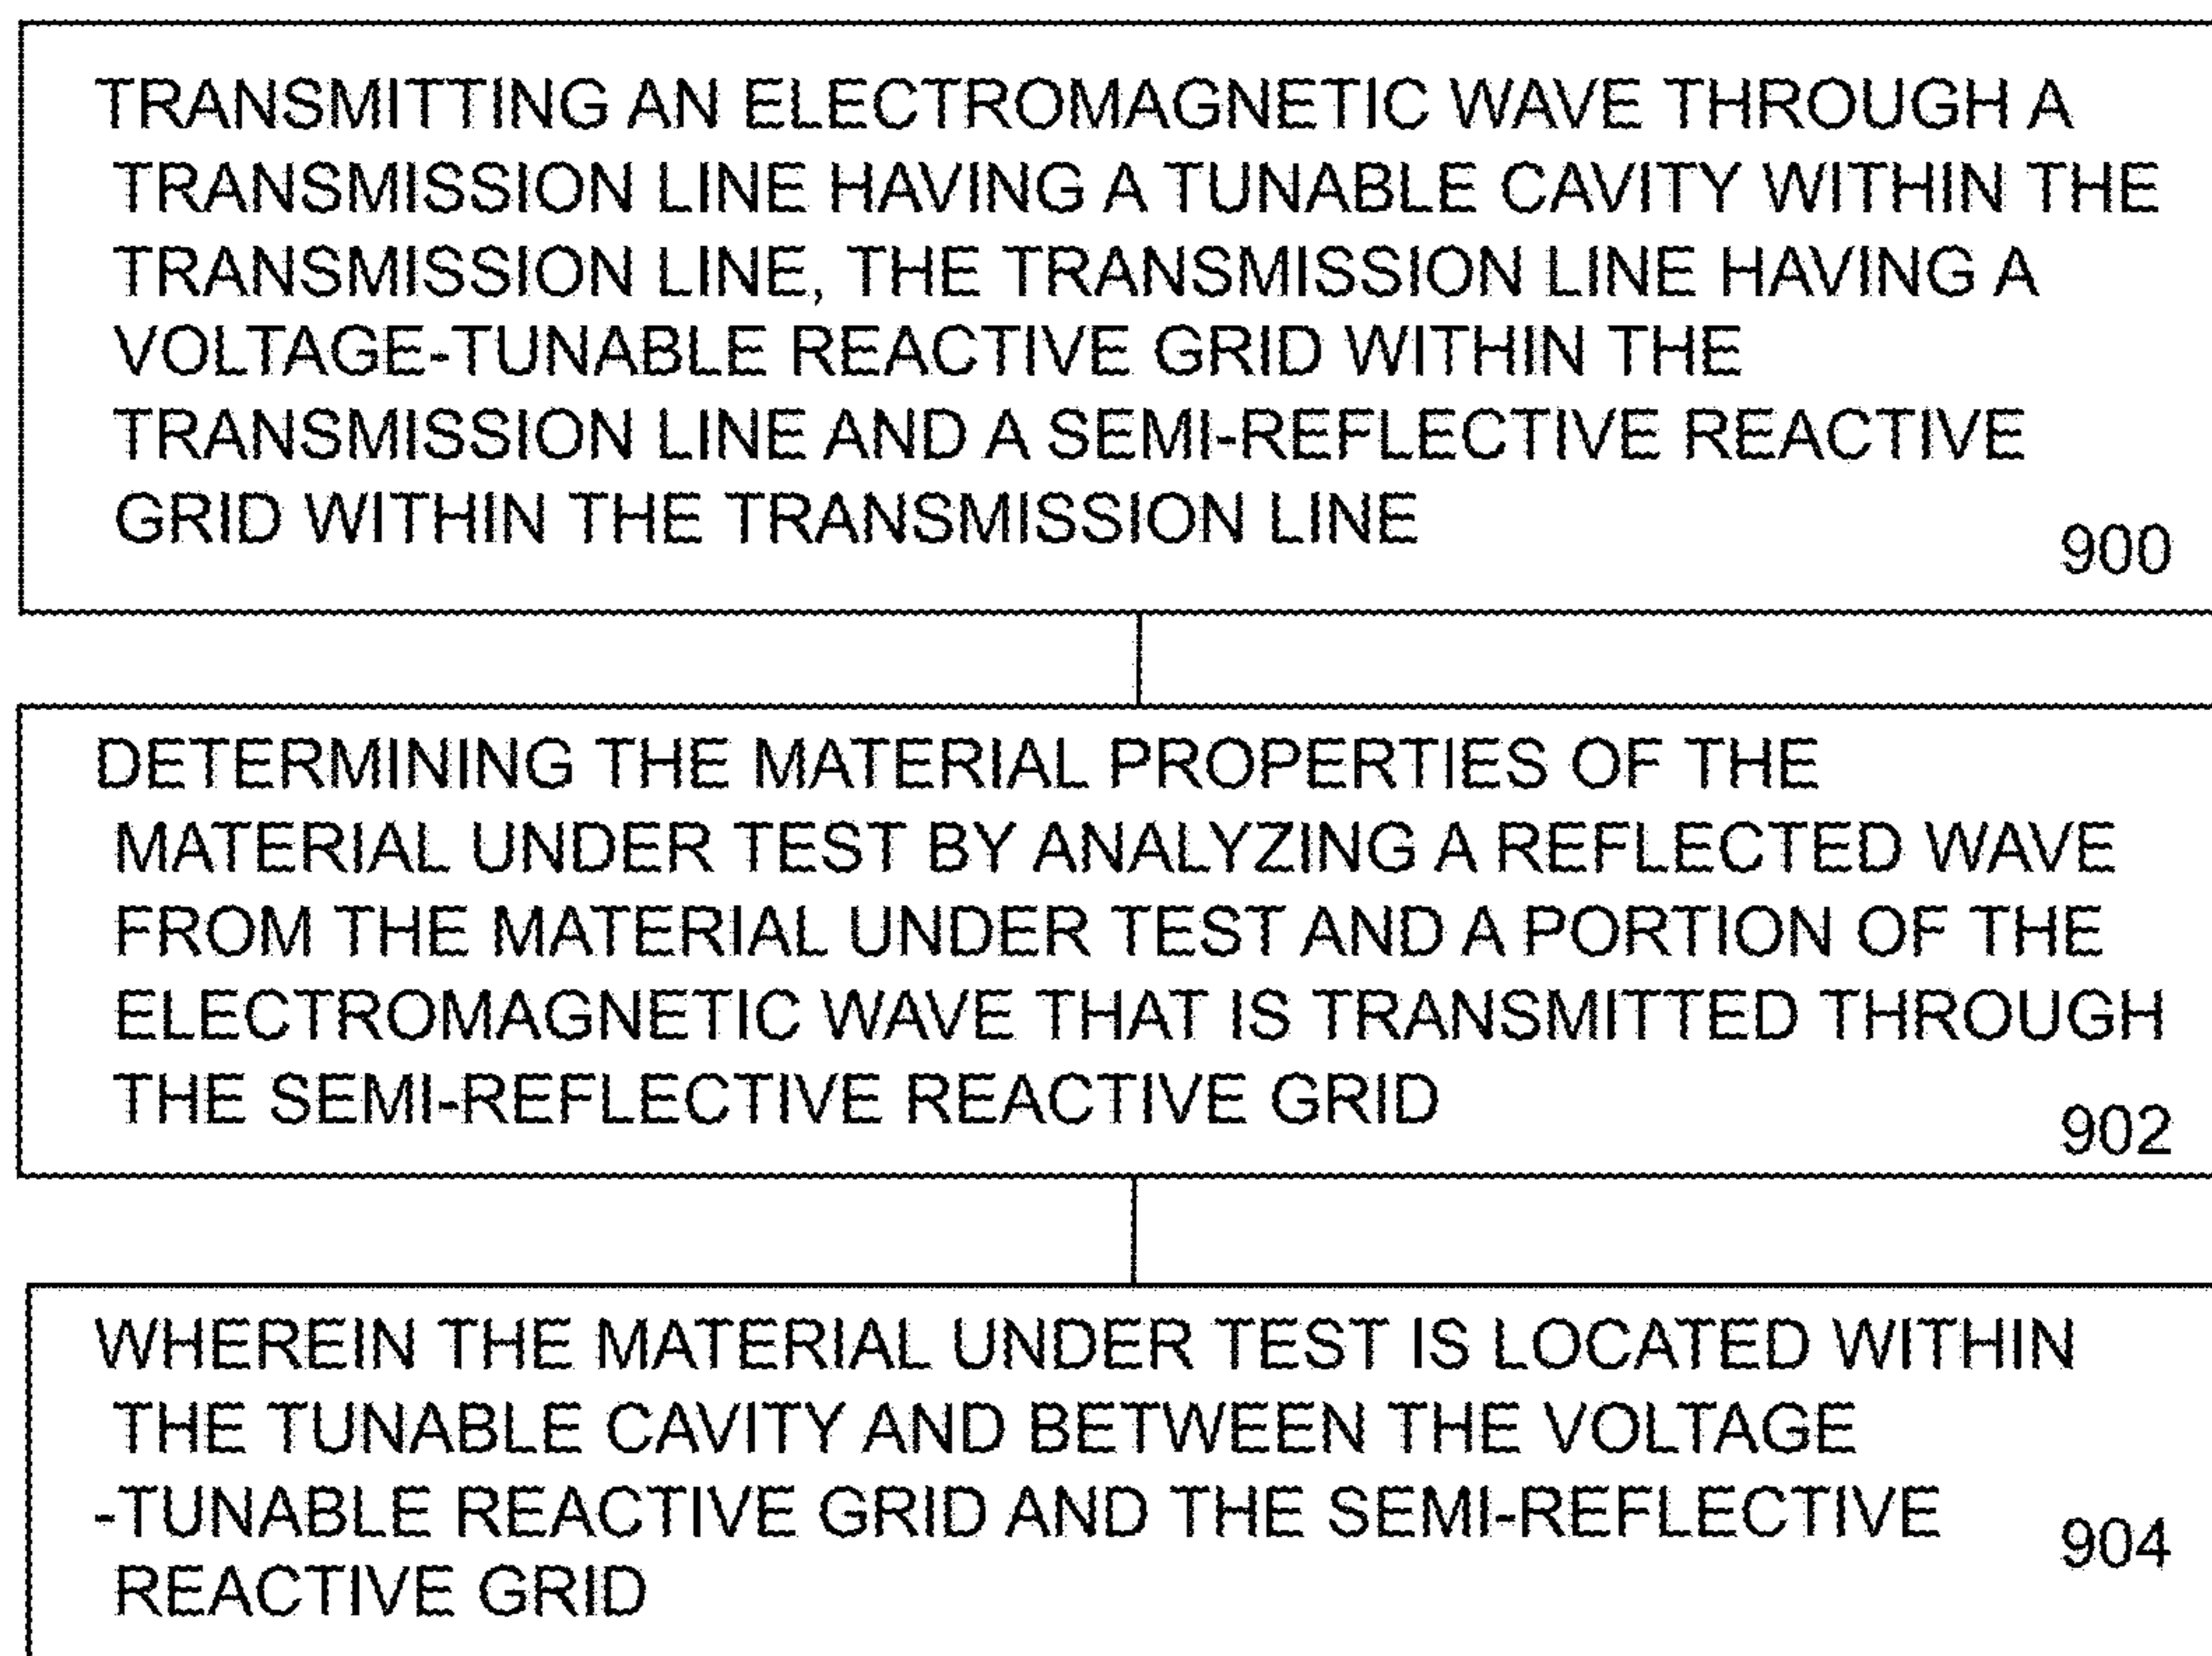 TRANSMITTING AN ELECTROMAGNETIC WAVE THROUGH A
TRANSMISSION LINE HAVING A TUNABLE CAVITY WITHIN THE
TRANSMISSION LINE, THE TRANSMISSION LINE HAVING A
VOLTAGE-TUNABLE REACTIVE GRID WITHIN THE
TRANSMISSION LINE AND A SEMI-REFLECTIVE REACTIVE
GRID WITHIN THE TRANSMISSION LINE
900
DETERMINING THE MATERIAL PROPERTIES OF THE
MATERIAL UNDER TEST BY ANALYZING A REFLECTED WAVE
FROM THE MATERIAL UNDER TEST AND A PORTION OF THE
ELECTROMAGNETIC WAVE THAT IS TRANSMITTED THROUGH
THE SEMI-REFLECTIVE REACTIVE GRID
902
WHEREIN THE MATERIAL UNDER TEST IS LOCATED WITHIN
THE TUNABLE CAVITY AND BETWEEN THE VOLTAGE
-TUNABLE REACTIVE GRID AND THE SEMI-REFLECTIVE
904
REACTIVE GRID